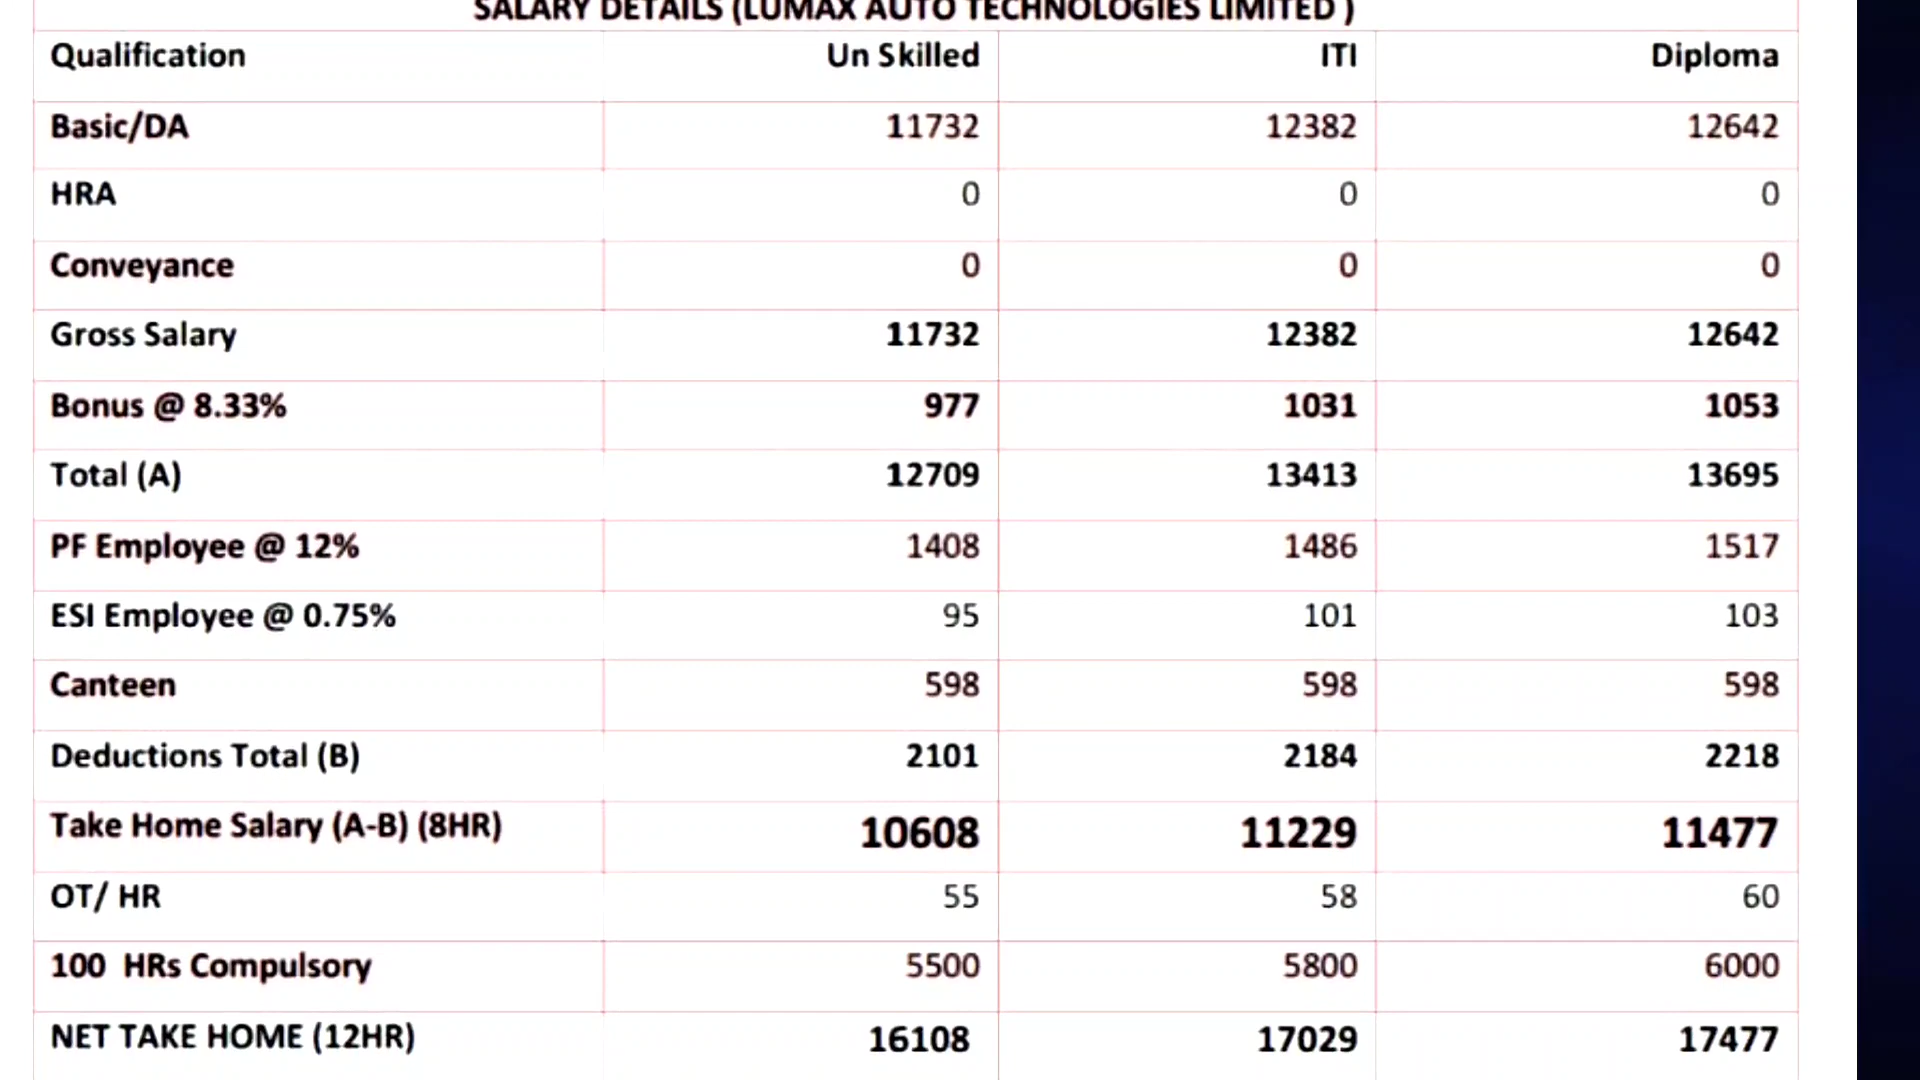 SALARY DETAILS (LUMAX AUTO TECHNOLOGIES LIMITED )
Qualification Un Skilled ITI Diploma
Basic/DA 11732 12382 12642
HRA 0 0 0
Conveyance 0 0 0
Gross Salary 11732 12382 12642
Bonus @ 8.33% 977 1031 1053
Total (A) 12709 13413 13695
PF Employee @ 12% 1408 1486 1517
ESI Employee @ 0.75% 95 101 103
Canteen 598 598 598
Deductions Total (B) 2101 2184 2218
Take Home Salary (A-B) (8HR) 10608 11229 11477
OT/ HR 55 58 60
100 HRs Compulsory 5500 5800 6000
NET TAKE HOME (12HR) 16108 17029 17477